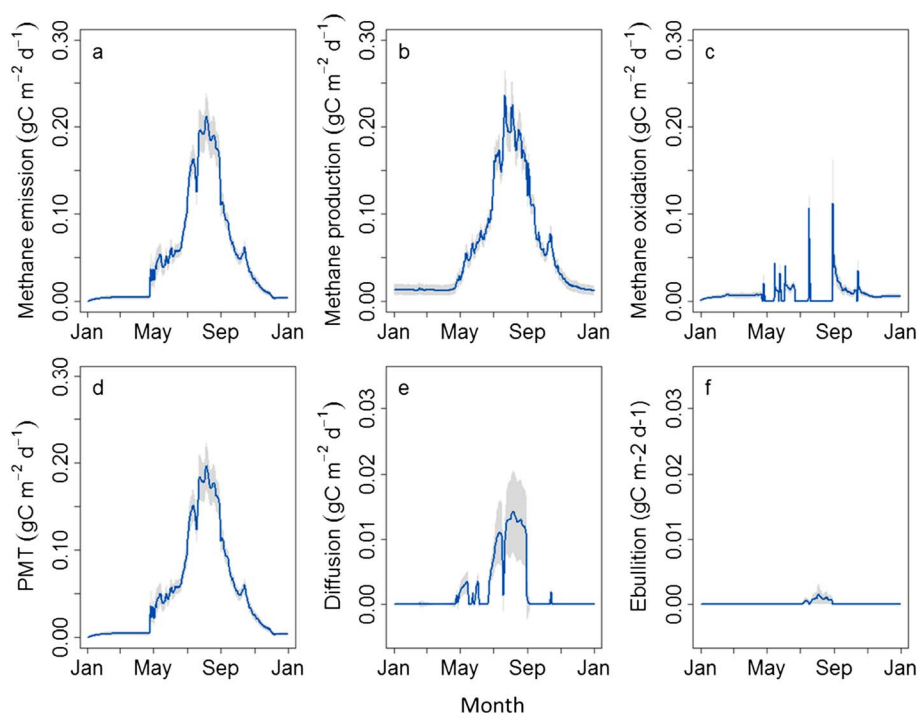 a
Methane emission (gC m⁻² d⁻¹)
0.00 0.10 0.20 0.30
Jan May Sep Jan
b
Methane production (gC m⁻² d⁻¹)
0.00 0.10 0.20 0.30
Jan May Sep Jan
c
Methane oxidation (gC m⁻² d⁻¹)
0.00 0.10 0.20 0.30
Jan May Sep Jan
d
PMT (gC m⁻² d⁻¹)
0.00 0.10 0.20 0.30
Jan May Sep Jan
e
Diffusion (gC m⁻² d⁻¹)
0.00 0.01 0.02 0.03
Jan May Sep Jan
f
Ebullition (gC m-2 d-1)
0.00 0.01 0.02 0.03
Jan May Sep Jan
Month